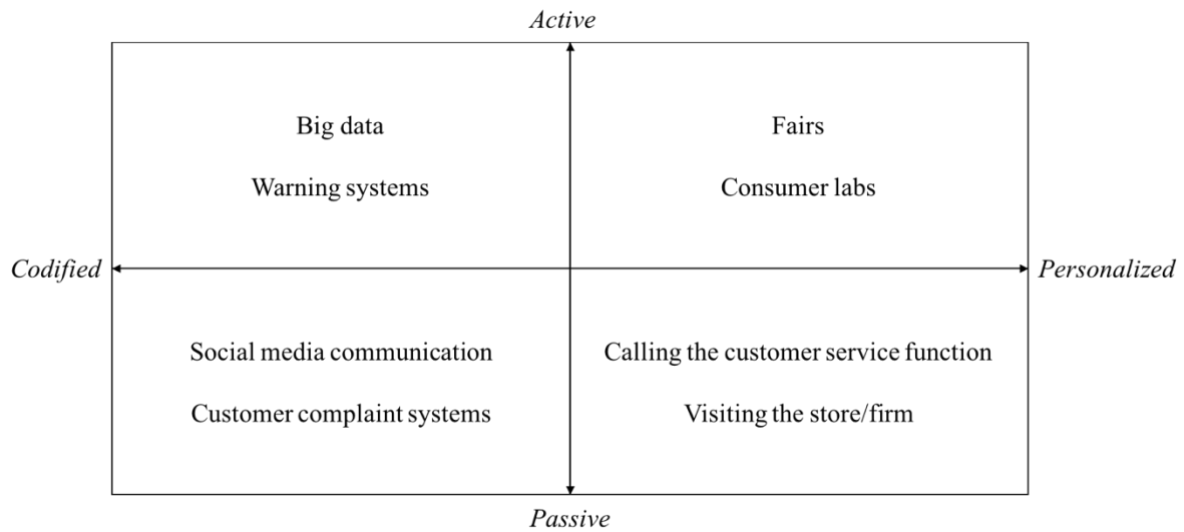 Active
Big data
Fairs
Warning systems
Consumer labs
Codified
Personalized
Social media communication
Calling the customer service function
Customer complaint systems
Visiting the store/firm
Passive